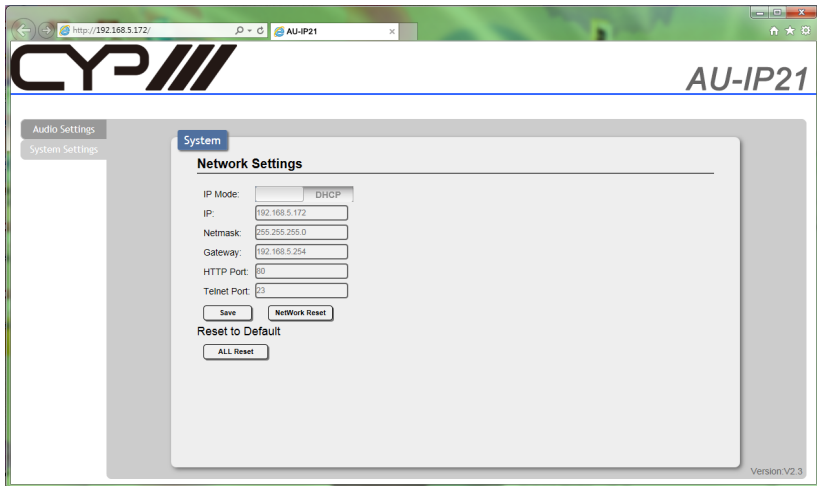 http://192.168.5.172/
AU-IP21
CYP
AU-IP21
Audio Settings
System Settings
System
Network Settings
IP Mode: DHCP
IP: 192.168.5.172
Netmask: 255.255.255.0
Gateway: 192.168.5.254
HTTP Port: 80
Telnet Port: 23
Save NetWork Reset
Reset to Default
ALL Reset
Version:V2.3